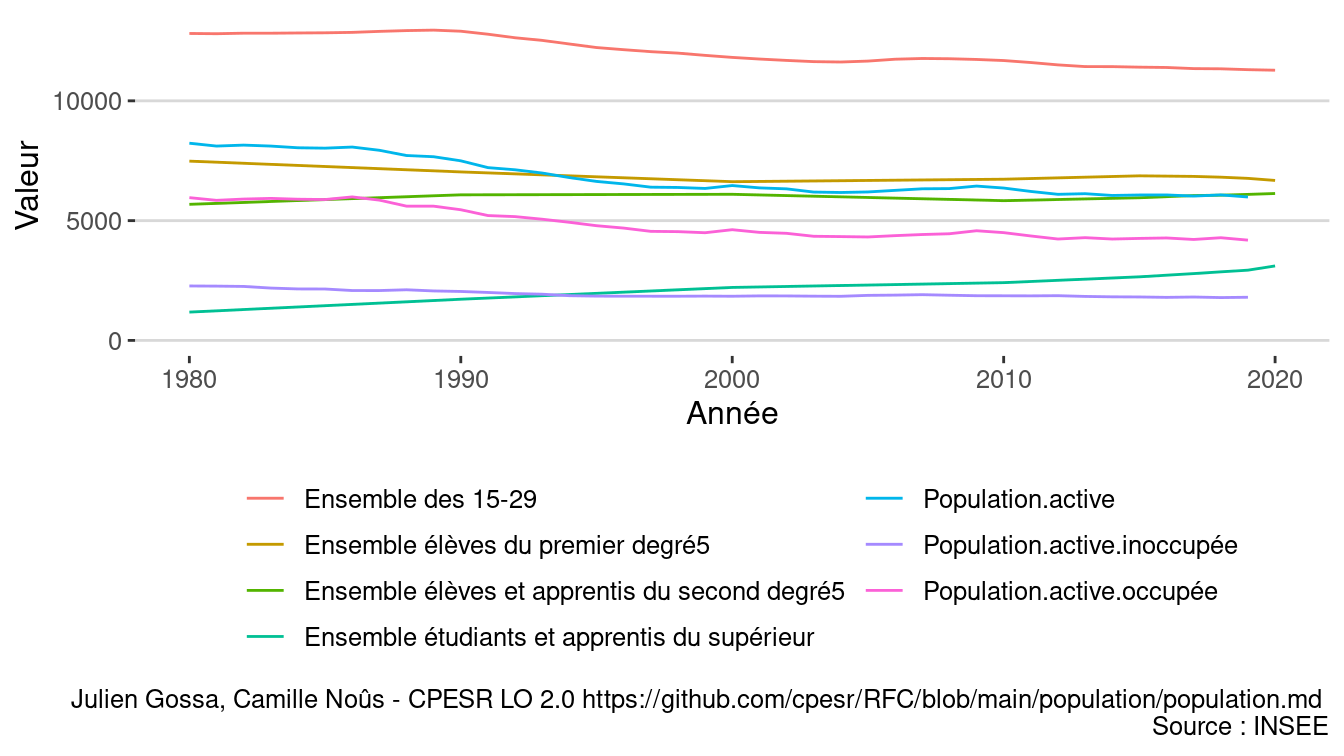 10000
5000
0
Valeur
1980 1990 2000 2010 2020
Année
Ensemble des 15-29
Ensemble élèves du premier degré5
Ensemble élèves et apprentis du second degré5
Ensemble étudiants et apprentis du supérieur
Population.active
Population.active.inoccupée
Population.active.occupée
Julien Gossa, Camille Noûs - CPESR LO 2.0 https://github.com/cpesr/RFC/blob/main/population/population.md
Source : INSEE